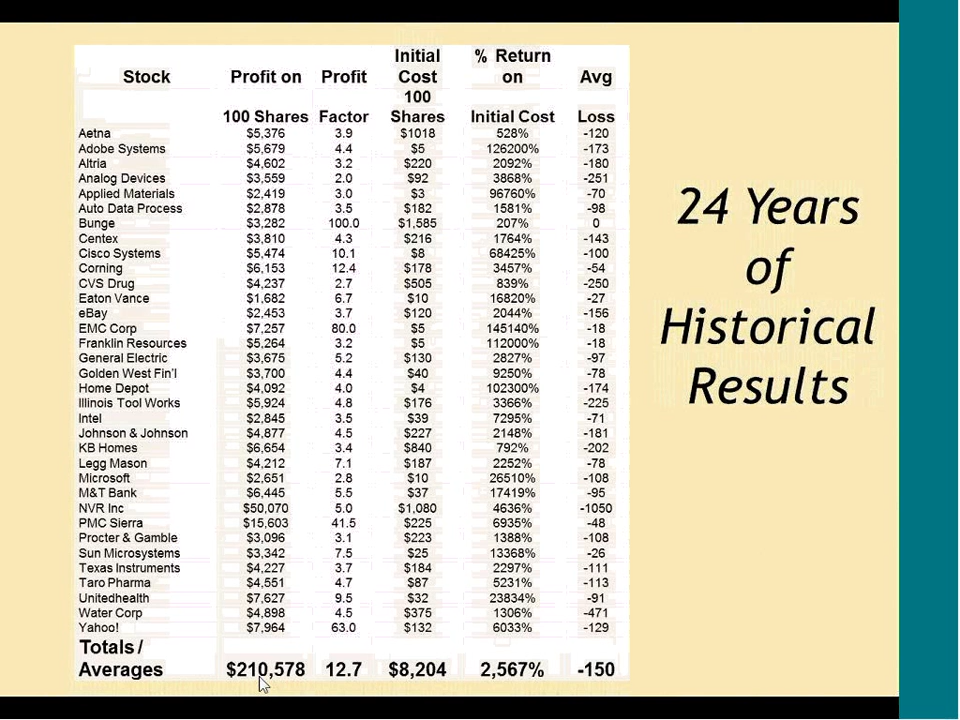 Stock Profit on 100 Shares Profit Factor Initial Cost 100 Shares % Return on Initial Cost Avg Loss
Aetna $5,376 3.9 $1018 528% -120
Adobe Systems $5,679 4.4 $5 126200% -173
Altria $4,602 3.2 $220 2092% -180
Analog Devices $3,559 2.0 $92 3868% -251
Applied Materials $2,419 3.0 $3 96760% -70
Auto Data Process $2,878 3.5 $182 1581% -98
Bunge $3,282 100.0 $1,585 207% 0
Centex $3,810 4.3 $216 1764% -143
Cisco Systems $5,474 10.1 $8 68425% -100
Corning $6,153 12.4 $178 3457% -54
CVS Drug $4,237 2.7 $505 839% -250
Eaton Vance $1,682 6.7 $10 16820% -27
eBay $2,453 3.7 $120 2044% -156
EMC Corp $7,257 80.0 $5 145140% -18
Franklin Resources $5,264 3.2 $5 112000% -18
General Electric $3,675 5.2 $130 2827% -97
Golden West Fin'l $3,700 4.4 $40 9250% -78
Home Depot $4,092 4.0 $4 102300% -174
Illinois Tool Works $5,924 4.8 $176 3366% -225
Intel $2,845 3.5 $39 7295% -71
Johnson & Johnson $4,877 4.5 $227 2148% -181
KB Homes $6,654 3.4 $840 792% -202
Legg Mason $4,212 7.1 $187 2252% -78
Microsoft $2,651 2.8 $10 26510% -108
M&T Bank $6,445 5.5 $37 17419% -95
NVR Inc $50,070 5.0 $1,080 4636% -1050
PMC Sierra $15,603 41.5 $225 6935% -48
Procter & Gamble $3,096 3.1 $223 1388% -108
Sun Microsystems $3,342 7.5 $25 13368% -26
Texas Instruments $4,227 3.7 $184 2297% -111
Taro Pharma $4,551 4.7 $87 5231% -113
Unitedhealth $7,627 9.5 $32 23834% -91
Water Corp $4,898 4.5 $375 1306% -471
Yahoo! $7,964 63.0 $132 6033% -129
Totals /
Averages $210,578 12.7 $8,204 2,567% -150
24 Years
of
Historical
Results